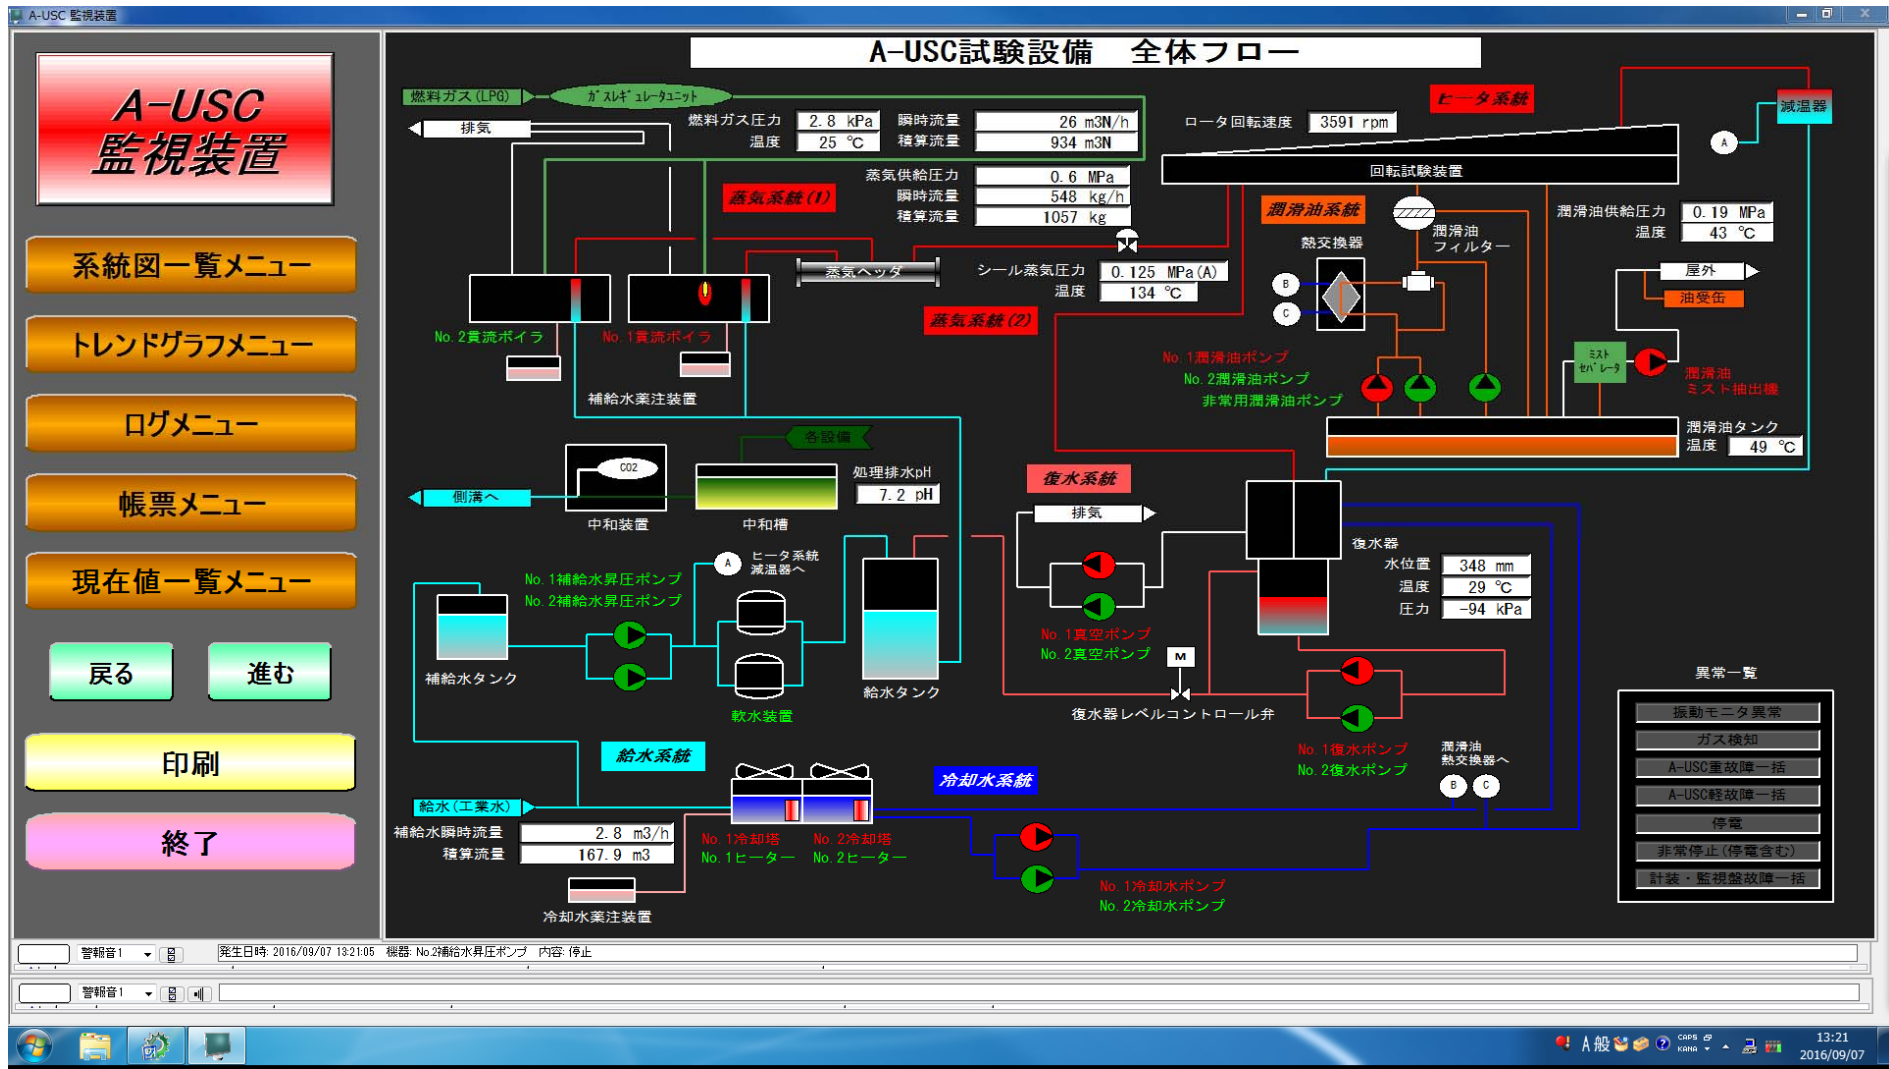 A-USC 監視装置
A-USC
監視装置
系統図一覧メニュー
トレンドグラフメニュー
ログメニュー
帳票メニュー
現在値一覧メニュー
戻る
進む
印刷
終了
A-USC試験設備 全体フロー
燃料ガス(LPG)
ガスレギュレータユニット
排気
燃料ガス圧力 2.8 kPa
温度 25 ℃
瞬時流量 26 m3N/h
積算流量 934 m3N
蒸気供給圧力 0.6 MPa
瞬時流量 548 kg/h
積算流量 1057 kg
蒸気系統(1)
ヒータ系統
ロータ回転速度 3591 rpm
減温器
A
回転試験装置
潤滑油系統
潤滑油
フィルター
潤滑油供給圧力 0.19 MPa
温度 43 ℃
熱交換器
B
C
屋外
油受缶
蒸気ヘッダ
シール蒸気圧力 0.125 MPa(A)
温度 134 ℃
蒸気系統(2)
No.2貫流ボイラ
No.1貫流ボイラ
補給水薬注装置
No.1潤滑油ポンプ
No.2潤滑油ポンプ
非常用潤滑油ポンプ
ミスト
セパレータ
潤滑油
ミスト抽出機
潤滑油タンク
温度 49 ℃
各設備
CO2
側溝へ
中和装置
中和槽
処理排水pH
7.2 pH
復水系統
排気
復水器
水位置 348 mm
温度 29 ℃
圧力 -94 kPa
No.1真空ポンプ
No.2真空ポンプ
A
ヒータ系統
減温器へ
No.1補給水昇圧ポンプ
No.2補給水昇圧ポンプ
補給水タンク
軟水装置
給水タンク
M
復水器レベルコントロール弁
No.1復水ポンプ
No.2復水ポンプ
潤滑油
熱交換器へ
B
C
給水系統
冷却水系統
給水(工業水)
補給水瞬時流量 2.8 m3/h
積算流量 167.9 m3
No.1冷却塔
No.1ヒーター
No.2冷却塔
No.2ヒーター
冷却水薬注装置
No.1冷却水ポンプ
No.2冷却水ポンプ
異常一覧
振動モニタ異常
ガス検知
A-USC重故障一括
A-USC軽故障一括
停電
非常停止(停電含む)
計装・監視盤故障一括
警報音1
発生日時: 2016/09/07 13:21:05 機器: No.2補給水昇圧ポンプ 内容: 停止
警報音1
A 般
CAPS
KANA
13:21
2016/09/07